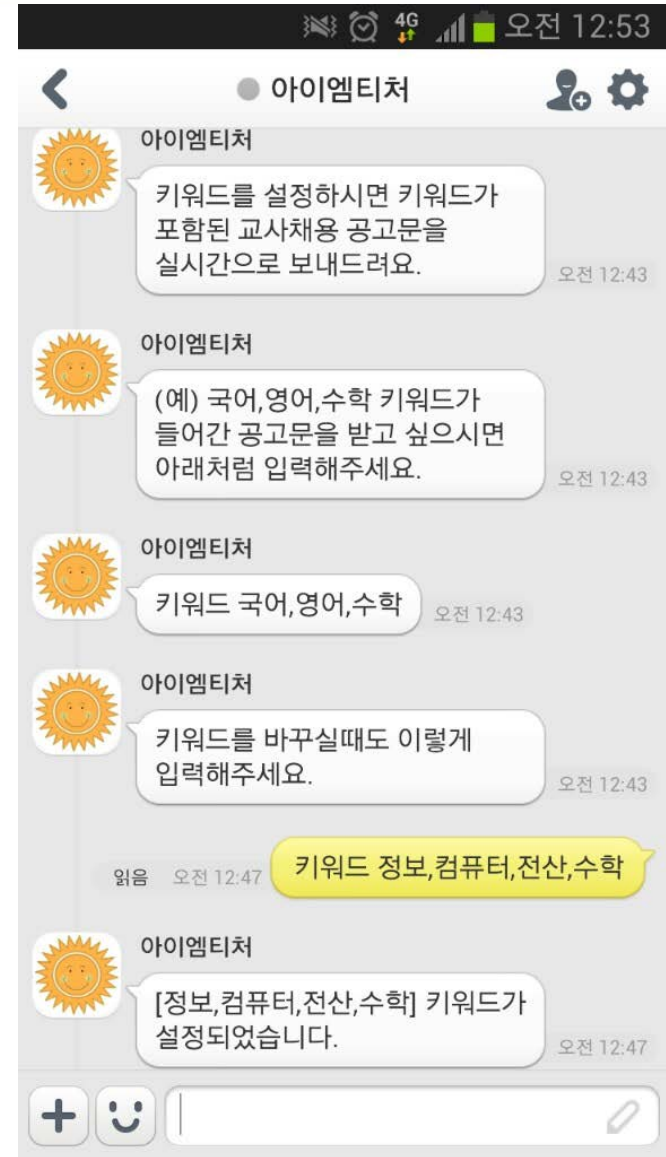 4G 오전 12:53
아이엠티처
아이엠티처
키워드를 설정하시면 키워드가
포함된 교사채용 공고문을
실시간으로 보내드려요.
오전 12:43
아이엠티처
(예) 국어,영어,수학 키워드가
들어간 공고문을 받고 싶으시면
아래처럼 입력해주세요.
오전 12:43
아이엠티처
키워드 국어,영어,수학
오전 12:43
아이엠티처
키워드를 바꾸실때도 이렇게
입력해주세요.
오전 12:43
읽음 오전 12:47 키워드 정보,컴퓨터,전산,수학
아이엠티처
[정보,컴퓨터,전산,수학] 키워드가
설정되었습니다.
오전 12:47